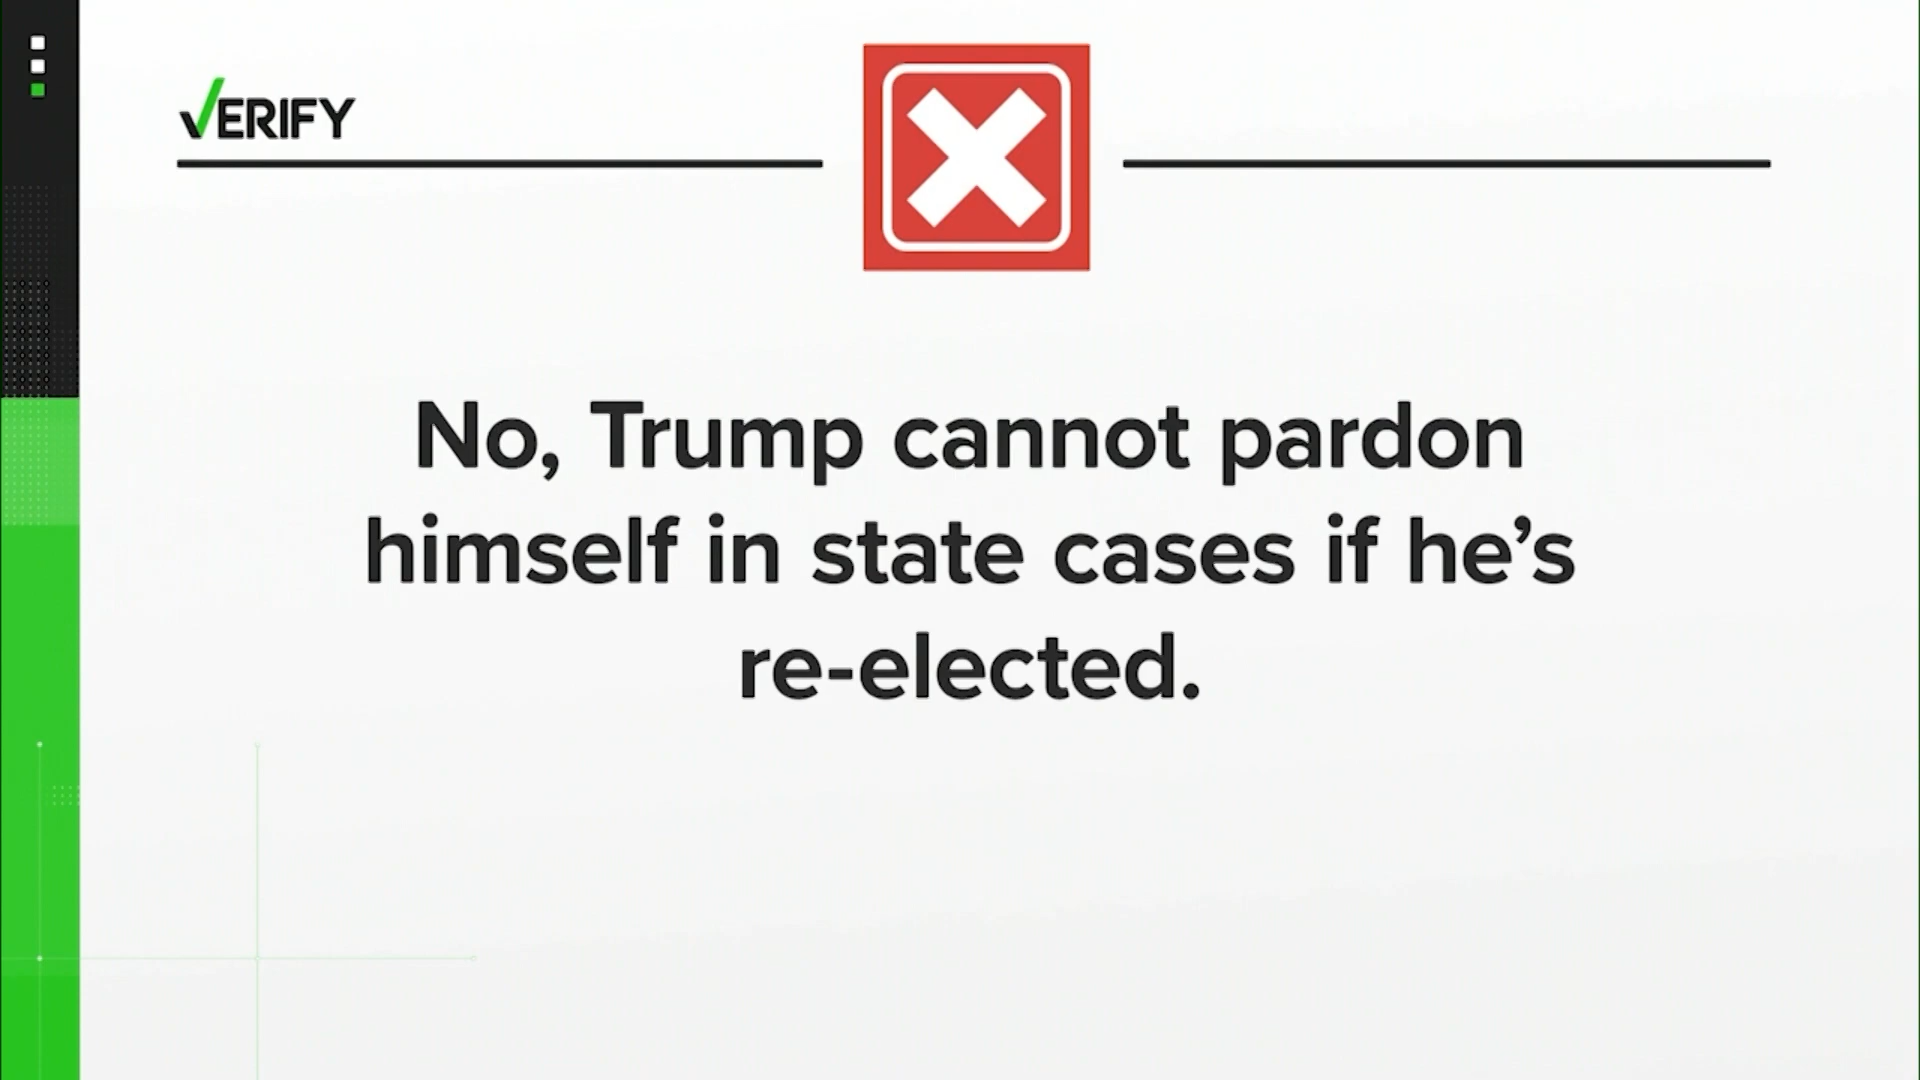 VERIFY
No, Trump cannot pardon
himself in state cases if he’s
re-elected.